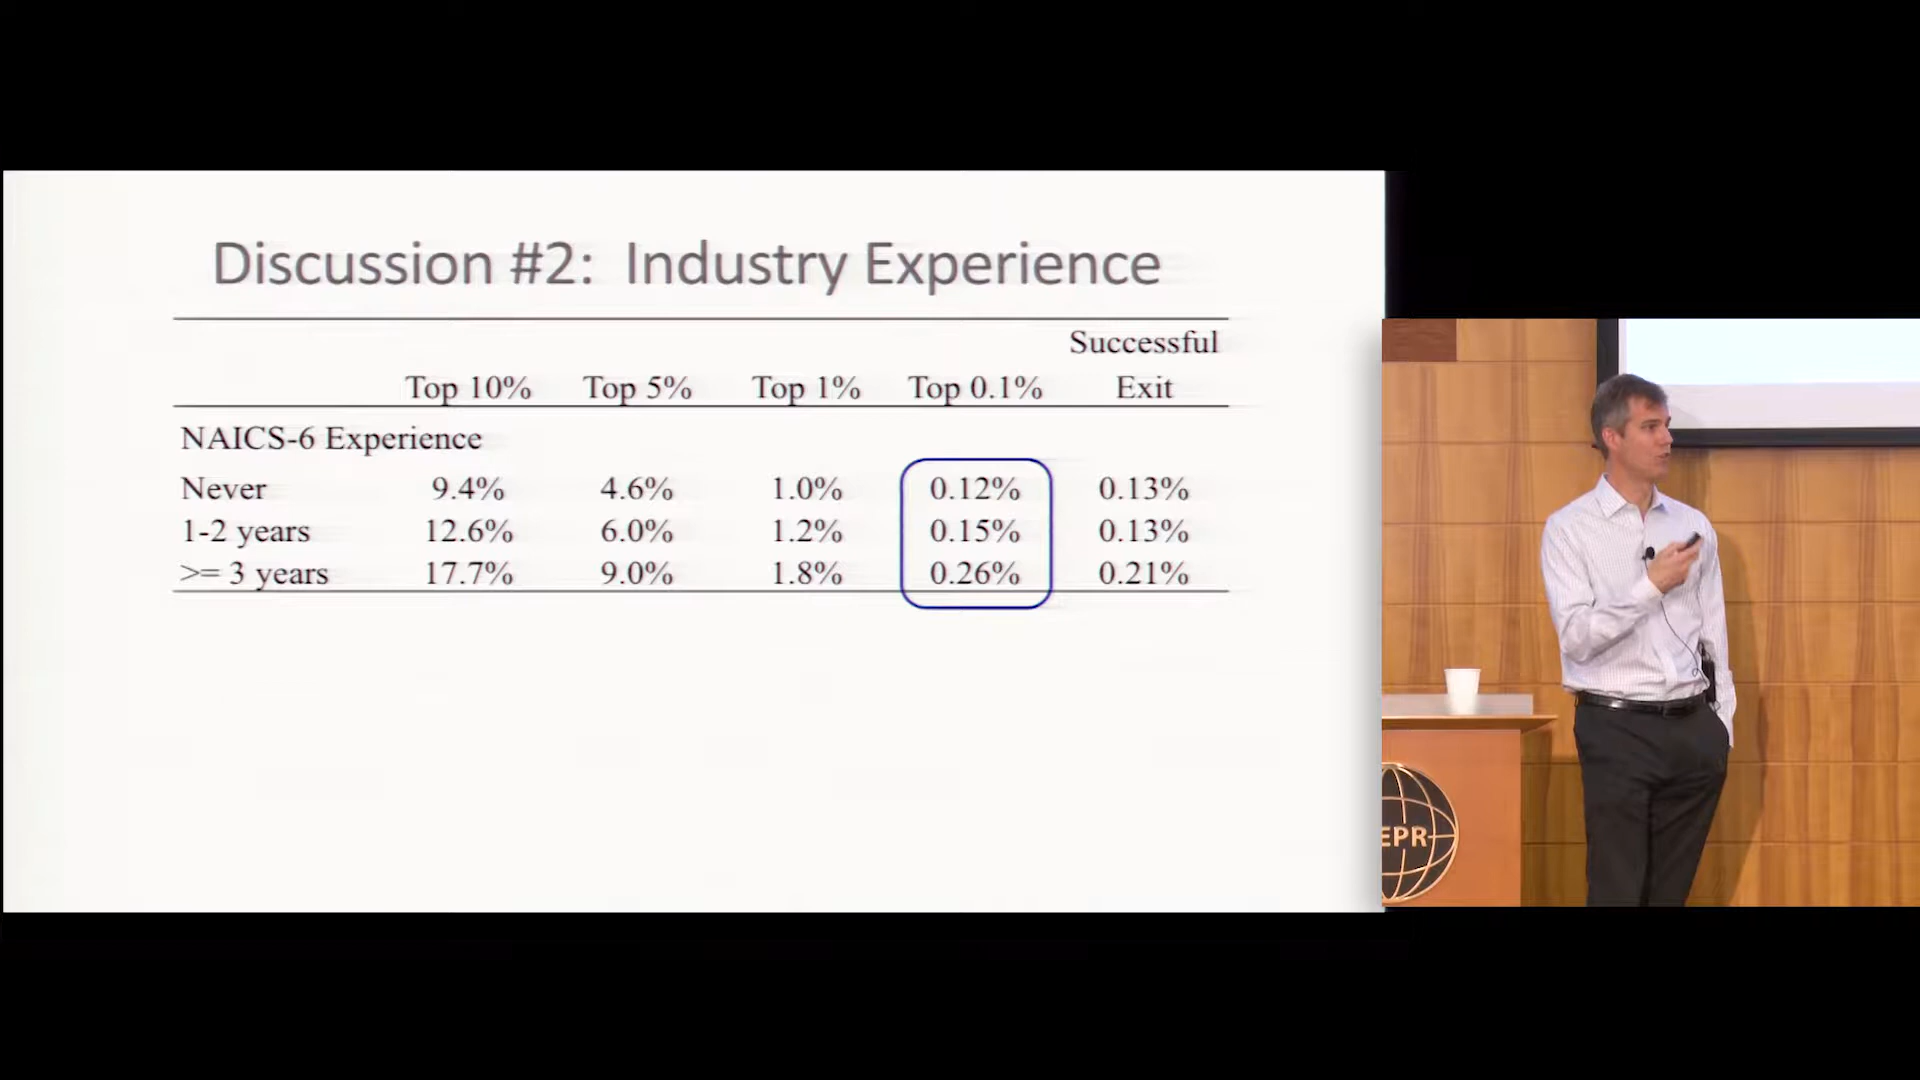 Discussion #2: Industry Experience
Successful
Top 10% Top 5% Top 1% Top 0.1% Exit
NAICS-6 Experience
Never 9.4% 4.6% 1.0% 0.12% 0.13%
1-2 years 12.6% 6.0% 1.2% 0.15% 0.13%
>= 3 years 17.7% 9.0% 1.8% 0.26% 0.21%
EPR